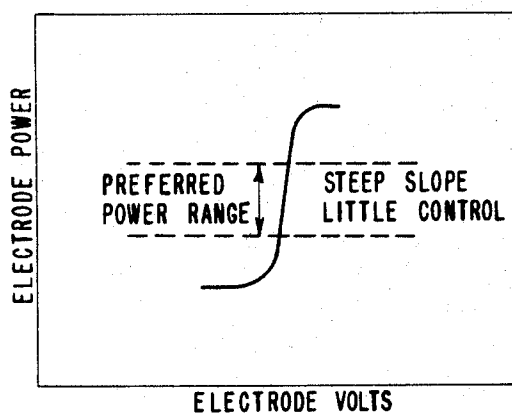 ELECTRODE POWER
PREFERRED
POWER RANGE
STEEP SLOPE
LITTLE CONTROL
ELECTRODE VOLTS